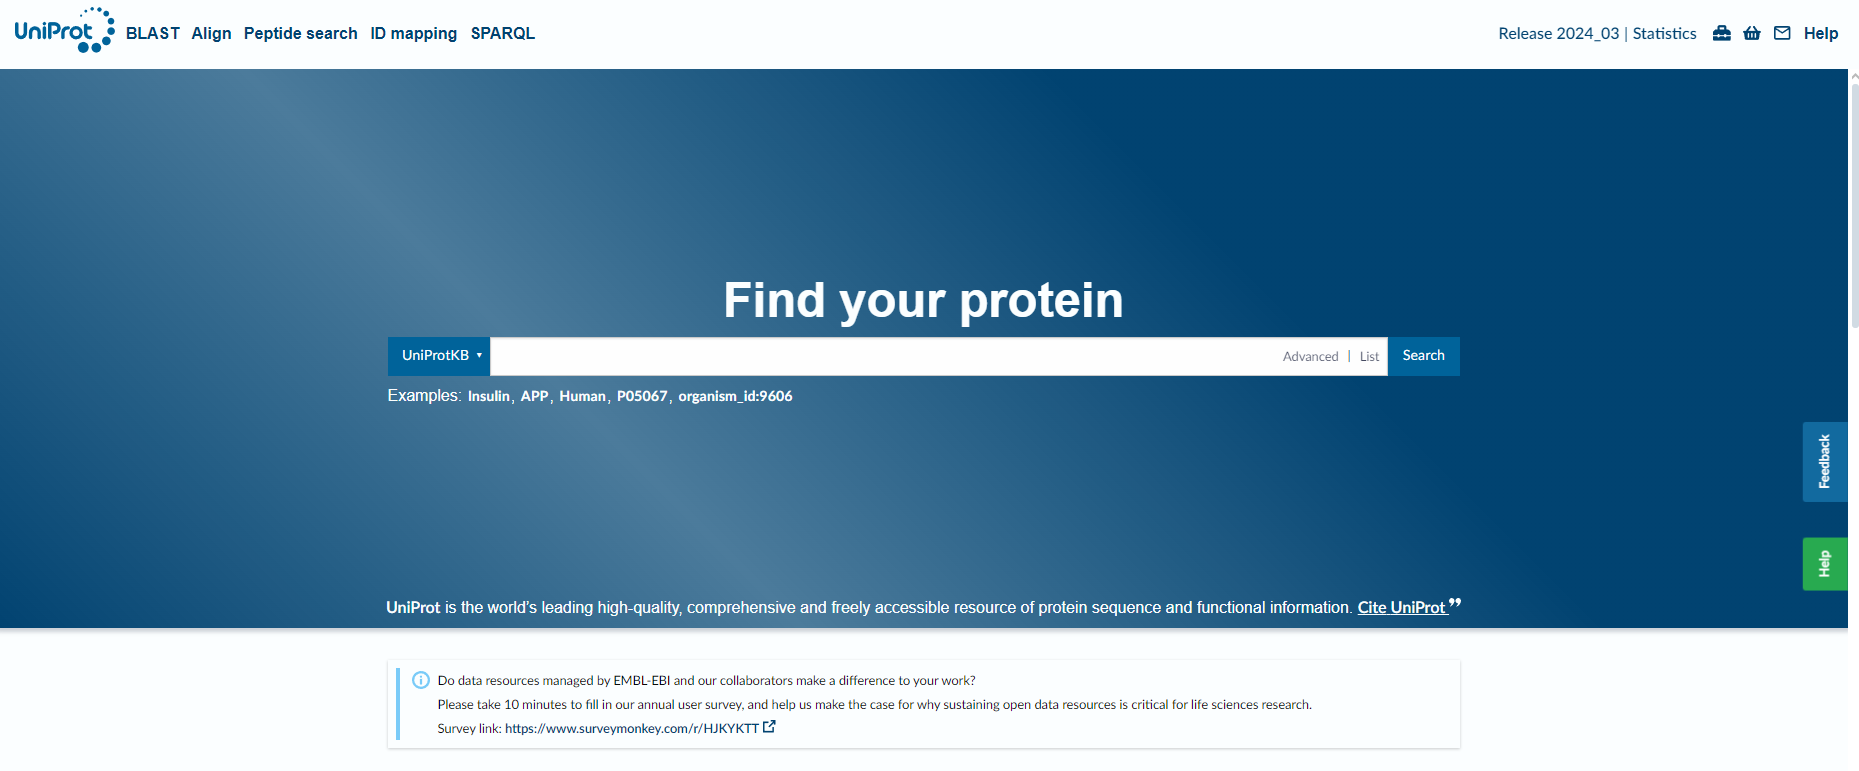 UniProt BLAST Align Peptide search ID mapping SPARQL Release 2024_03 | Statistics Help
Find your protein
UniProtKB ▾ Advanced | List Search
Examples: Insulin, APP, Human, P05067, organism_id:9606
Feedback
Help
UniProt is the world's leading high-quality, comprehensive and freely accessible resource of protein sequence and functional information. Cite UniProt ”
Do data resources managed by EMBL-EBI and our collaborators make a difference to your work?
Please take 10 minutes to fill in our annual user survey, and help us make the case for why sustaining open data resources is critical for life sciences research.
Survey link: https://www.surveymonkey.com/r/HJKYKTT